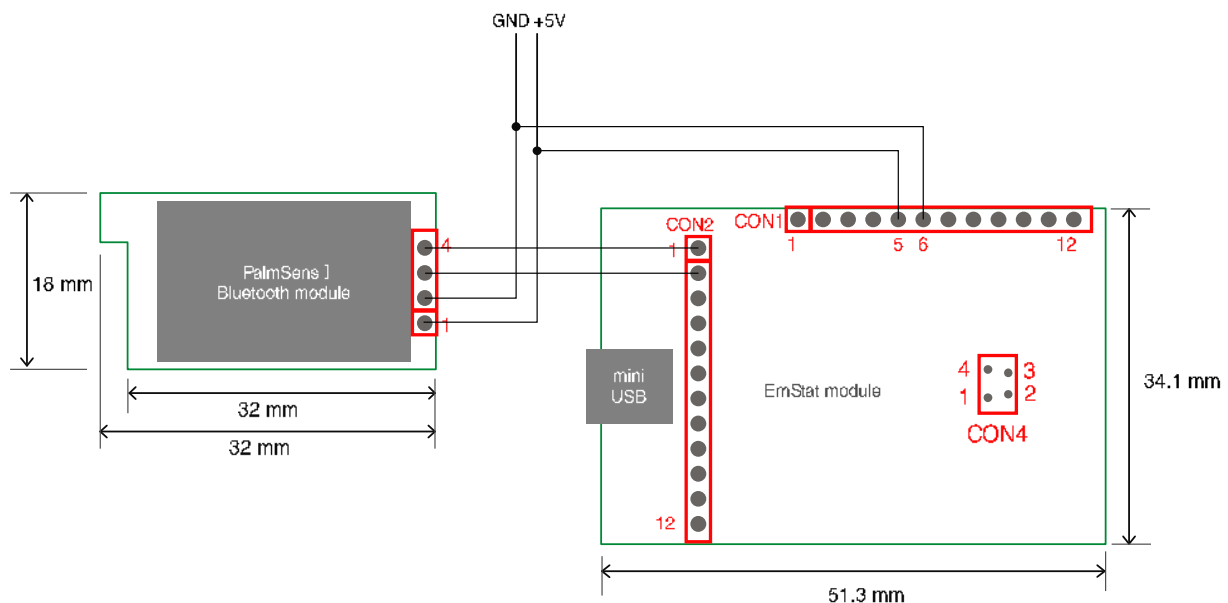 GND +5V
CON2
CON1
1
5
6
12
4
1
PalmSens I
Bluetooth module
18 mm
1
mini
USB
EmStat module
4
3
1
2
CON4
34.1 mm
32 mm
32 mm
12
51.3 mm